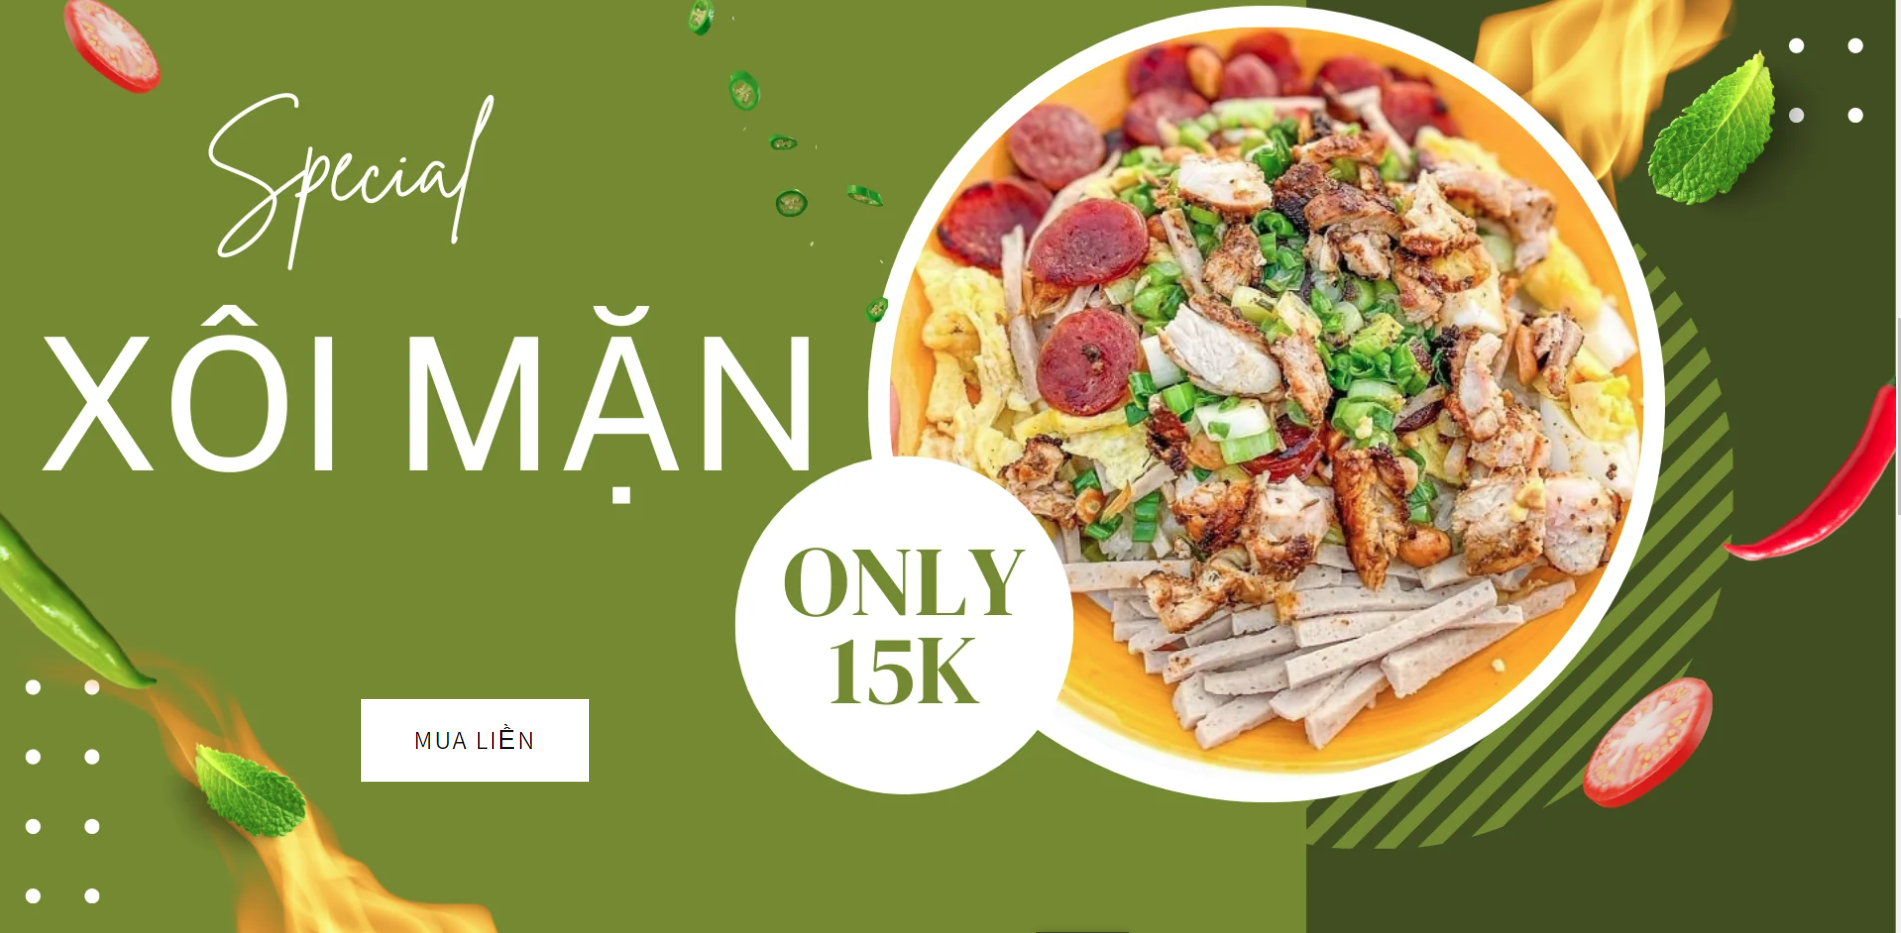 Special
XÔI MẶN
ONLY
15K
MUA LIỀN